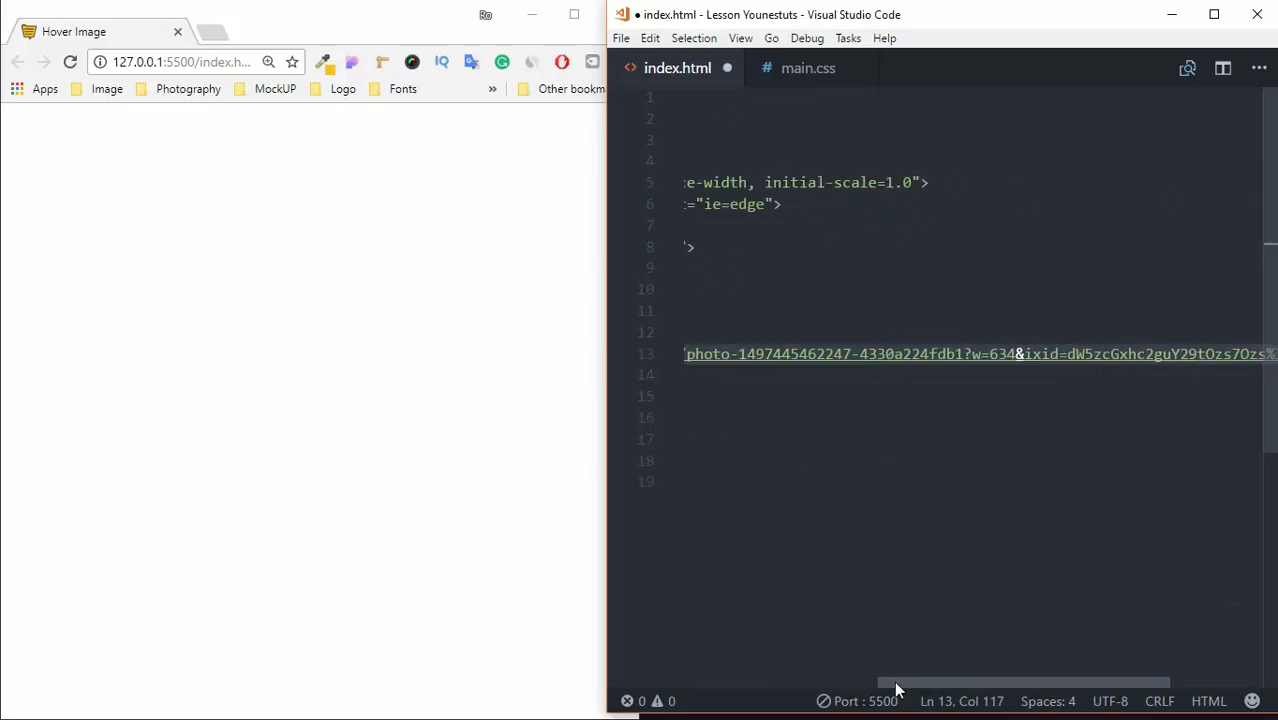 Hover Image
Ro
127.0.0.1:5500/index.h...
IQ
Apps
Image
Photography
MockUP
Logo
Fonts
»
Other bookm
● index.html - Lesson Younestuts - Visual Studio Code
File Edit Selection View Go Debug Tasks Help
<> index.html ● # main.css
1
2
3
4
5 e-width, initial-scale=1.0">
6 ="ie=edge">
7
8 ">
9
10
11
12
13 photo-1497445462247-4330a224fdb1?w=634&ixid=dW5zcGxhc2guY29tOzs7Ozs%
14
15
16
17
18
19
0 0 Port : 5500 Ln 13, Col 117 Spaces: 4 UTF-8 CRLF HTML